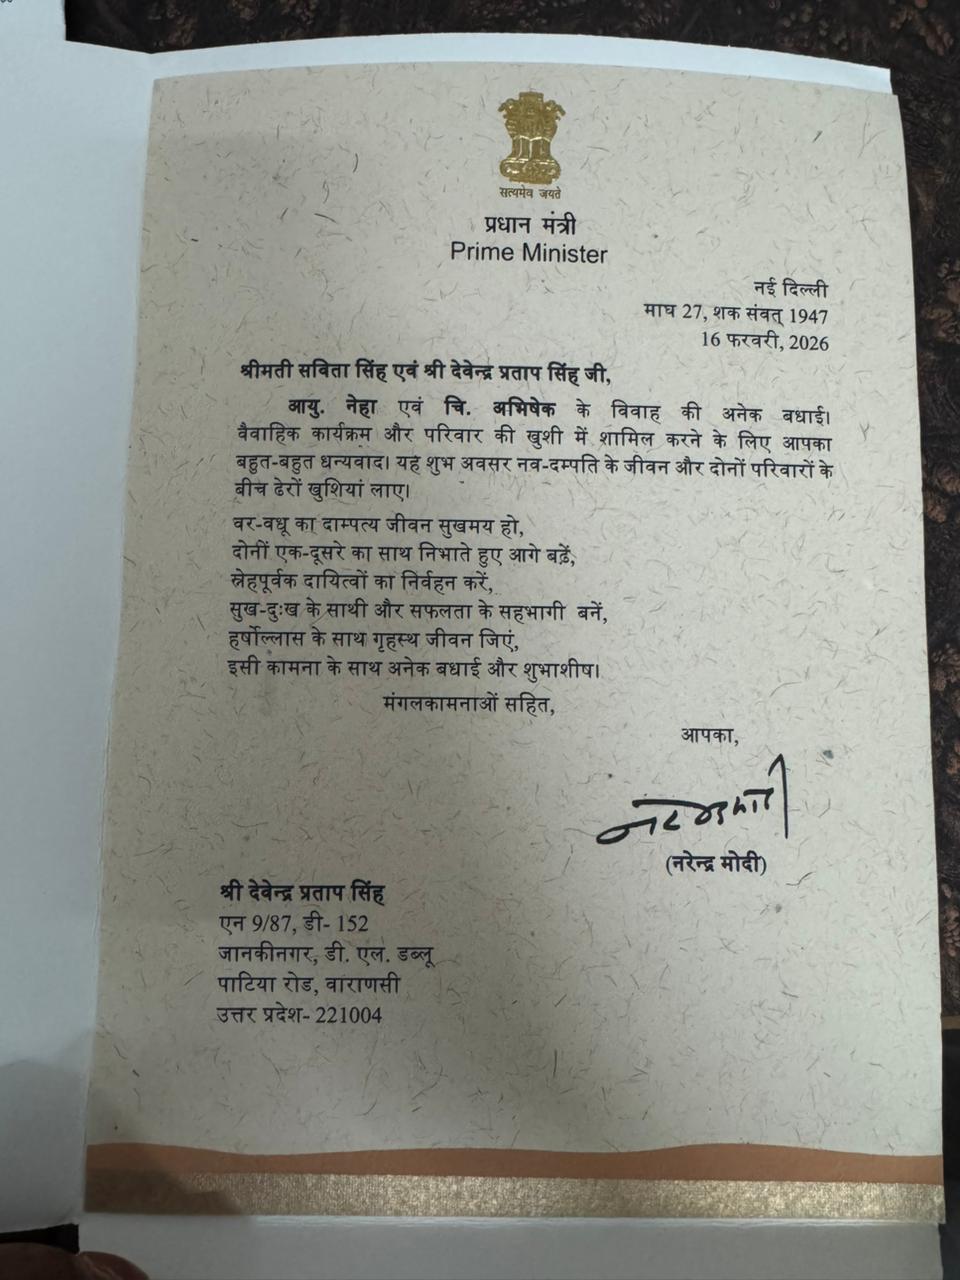 सत्यमेव जयते
प्रधान मंत्री
Prime Minister
नई दिल्ली
माघ 27, शक संवत् 1947
16 फरवरी, 2026
श्रीमती सविता सिंह एवं श्री देवेन्द्र प्रताप सिंह जी,
आयु. नेहा एवं चि. अभिषेक के विवाह की अनेक बधाई।
वैवाहिक कार्यक्रम और परिवार की खुशी में शामिल करने के लिए आपका
बहुत-बहुत धन्यवाद। यह शुभ अवसर नव-दम्पति के जीवन और दोनों परिवारों के
बीच ढेरों खुशियां लाए।
वर-वधू का दाम्पत्य जीवन सुखमय हो,
दोनों एक-दूसरे का साथ निभाते हुए आगे बढ़ें,
स्नेहपूर्वक दायित्वों का निर्वहन करें,
सुख-दुःख के साथी और सफलता के सहभागी बनें,
हर्षोल्लास के साथ गृहस्थ जीवन जिएं,
इसी कामना के साथ अनेक बधाई और शुभाशीष।
मंगलकामनाओं सहित,
आपका,
(नरेन्द्र मोदी)
श्री देवेन्द्र प्रताप सिंह
एन 9/87, डी- 152
जानकीनगर, डी. एल. डब्लू
पाटिया रोड, वाराणसी
उत्तर प्रदेश- 221004